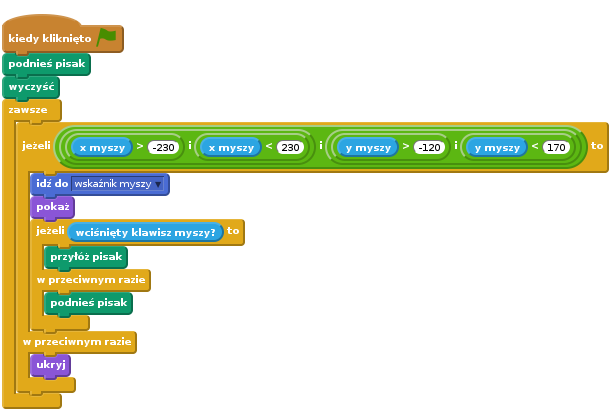 kiedy kliknięto
podnieś pisak
wyczyść
zawsze
jeżeli x myszy > -230 i x myszy < 230 i y myszy > -120 i y myszy < 170 to
idź do wskaźnik myszy
pokaż
jeżeli wciśnięty klawisz myszy? to
przyłóż pisak
w przeciwnym razie
podnieś pisak
w przeciwnym razie
ukryj